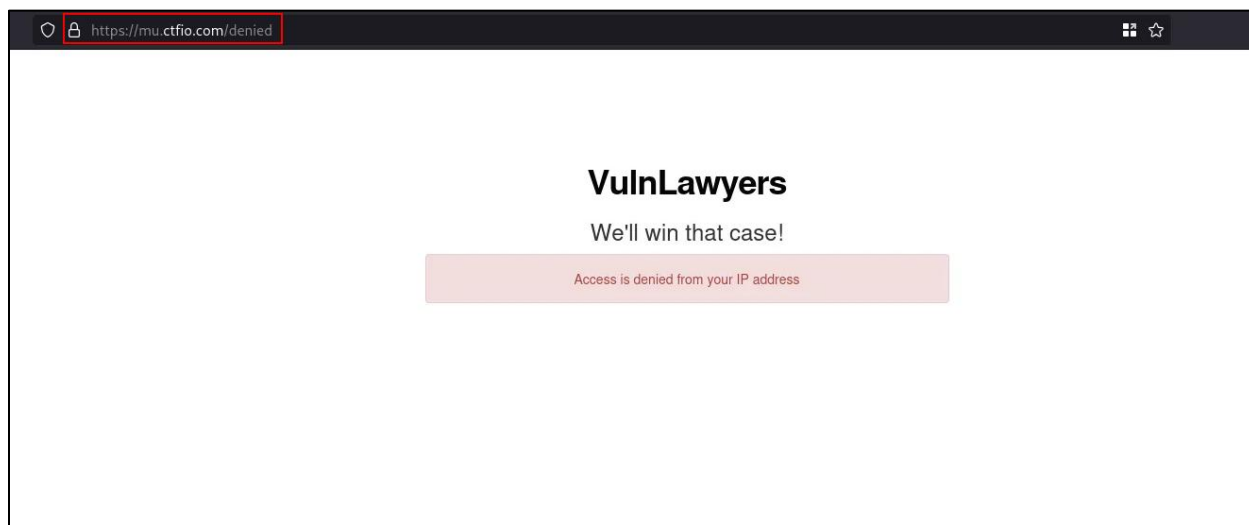 https://mu.ctfio.com/denied
VulnLawyers
We'll win that case!
Access is denied from your IP address